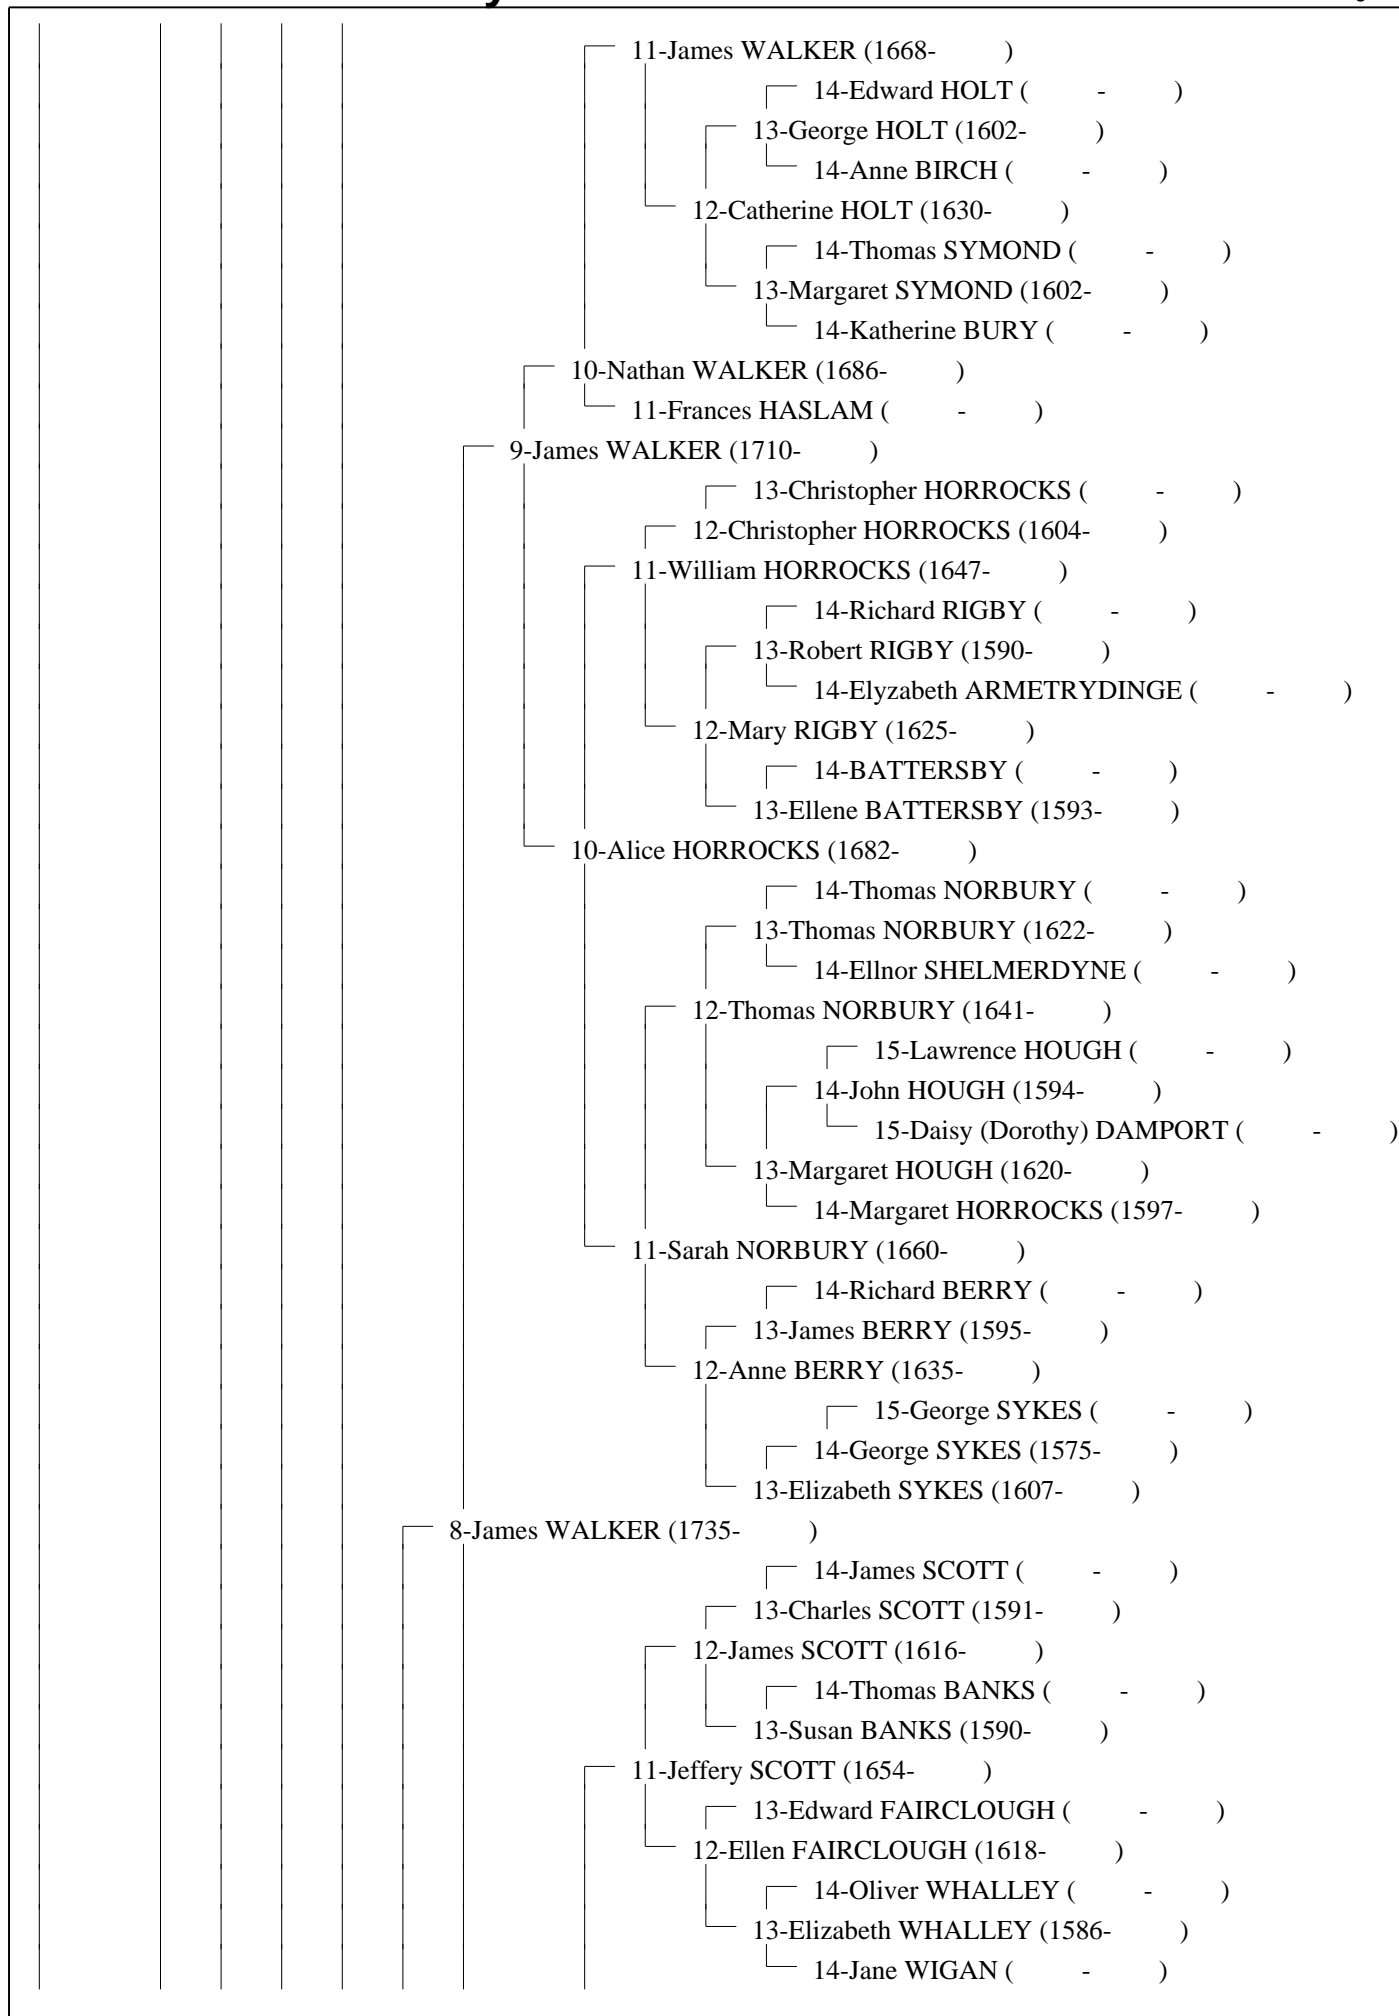 11-James WALKER (1668- )
14-Edward HOLT ( - )
13-George HOLT (1602- )
14-Anne BIRCH ( - )
12-Catherine HOLT (1630- )
14-Thomas SYMOND ( - )
13-Margaret SYMOND (1602- )
14-Katherine BURY ( - )
10-Nathan WALKER (1686- )
11-Frances HASLAM ( - )
9-James WALKER (1710- )
13-Christopher HORROCKS ( - )
12-Christopher HORROCKS (1604- )
11-William HORROCKS (1647- )
14-Richard RIGBY ( - )
13-Robert RIGBY (1590- )
14-Elyzabeth ARMETRYDINGE ( - )
12-Mary RIGBY (1625- )
14-BATTERSBY ( - )
13-Ellene BATTERSBY (1593- )
10-Alice HORROCKS (1682- )
14-Thomas NORBURY ( - )
13-Thomas NORBURY (1622- )
14-Ellnor SHELMERDYNE ( - )
12-Thomas NORBURY (1641- )
15-Lawrence HOUGH ( - )
14-John HOUGH (1594- )
15-Daisy (Dorothy) DAMPORT ( - )
13-Margaret HOUGH (1620- )
14-Margaret HORROCKS (1597- )
11-Sarah NORBURY (1660- )
14-Richard BERRY ( - )
13-James BERRY (1595- )
12-Anne BERRY (1635- )
15-George SYKES ( - )
14-George SYKES (1575- )
13-Elizabeth SYKES (1607- )
8-James WALKER (1735- )
14-James SCOTT ( - )
13-Charles SCOTT (1591- )
12-James SCOTT (1616- )
14-Thomas BANKS ( - )
13-Susan BANKS (1590- )
11-Jeffery SCOTT (1654- )
13-Edward FAIRCLOUGH ( - )
12-Ellen FAIRCLOUGH (1618- )
14-Oliver WHALLEY ( - )
13-Elizabeth WHALLEY (1586- )
14-Jane WIGAN ( - )